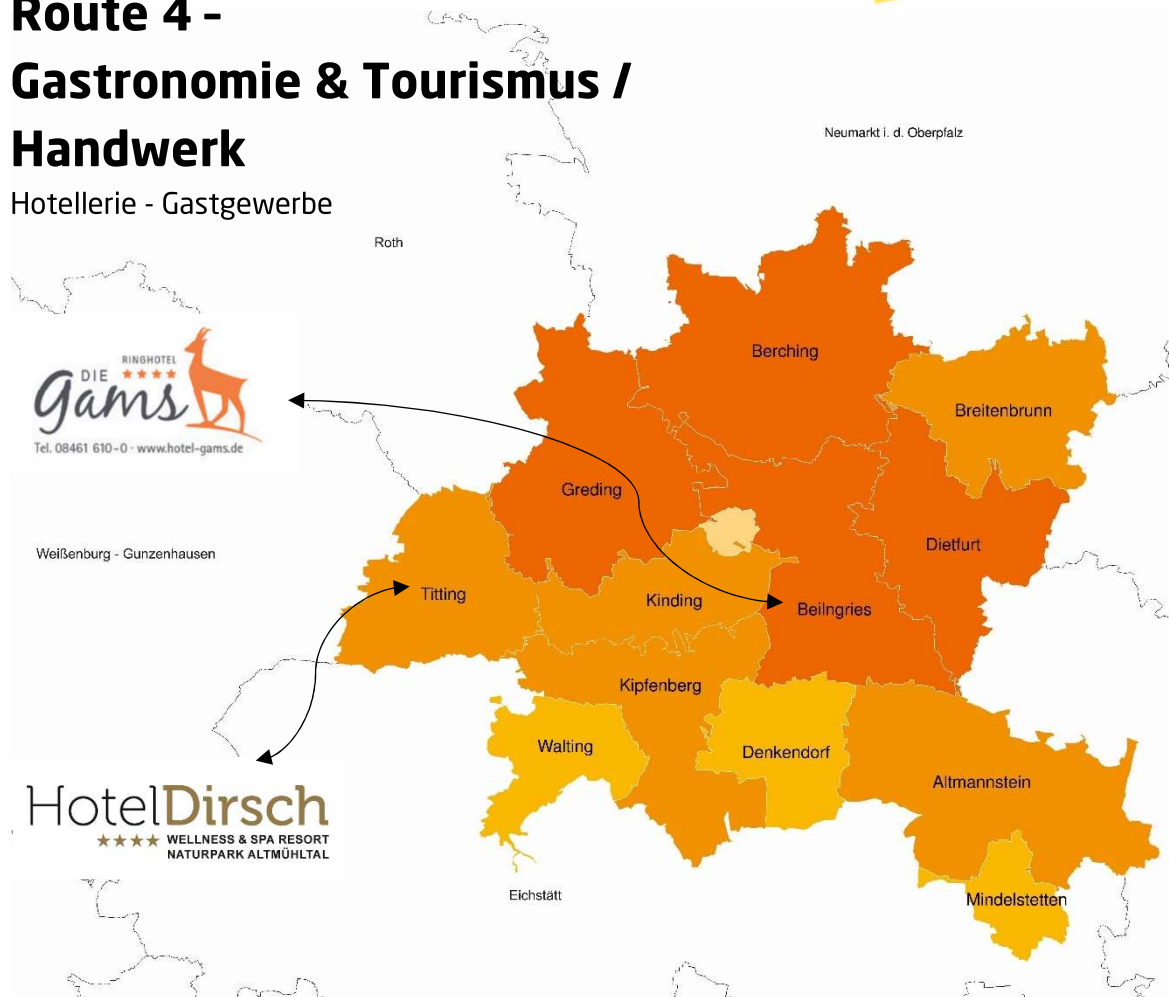 Route 4 –
Gastronomie & Tourismus /
Handwerk
Hotellerie - Gastgewerbe
Neumarkt i. d. Oberpfalz
Roth
RINGHOTEL
★★★★
DIE
gams
Tel. 08461 610-0 · www.hotel-gams.de
Berching
Breitenbrunn
Greding
Dietfurt
Weißenburg - Gunzenhausen
Titting
Kinding
Beilngries
Kipfenberg
Walting
Denkendorf
Altmannstein
HotelDirsch
★★★★ WELLNESS & SPA RESORT
NATURPARK ALTMÜHLTAL
Eichstätt
Mindelstetten